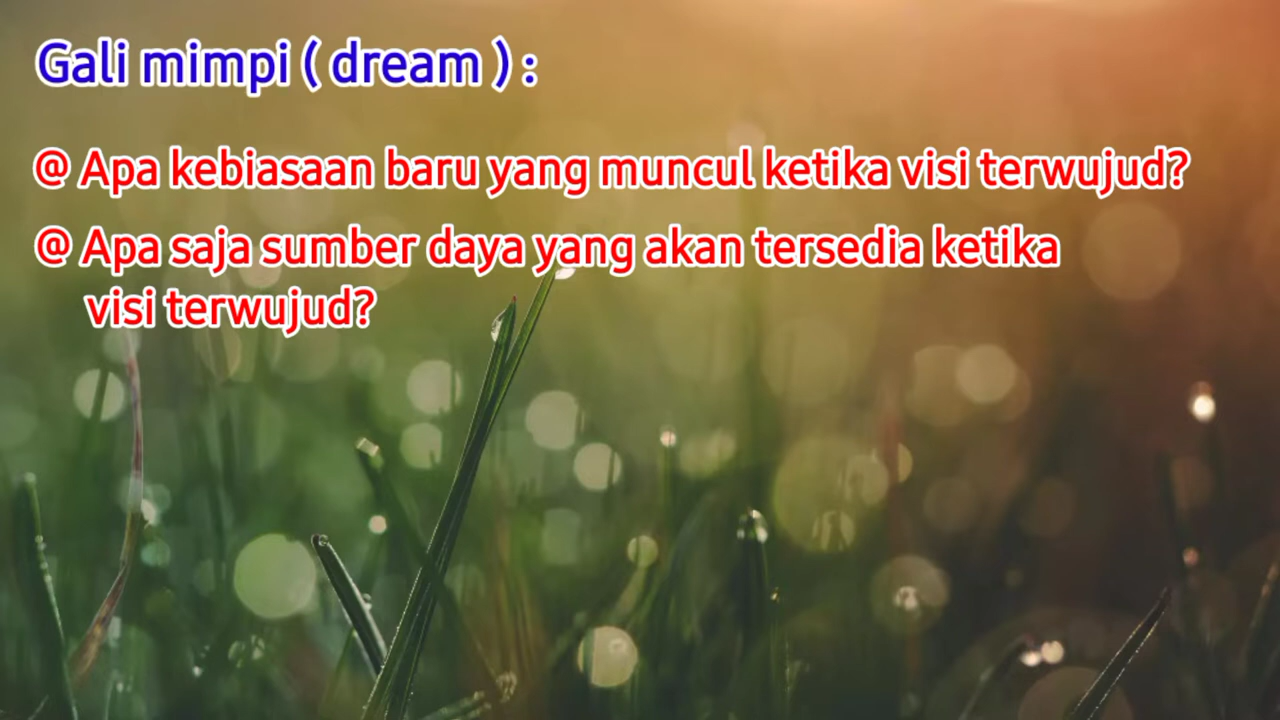 Gali mimpi ( dream ) :
@ Apa kebiasaan baru yang muncul ketika visi terwujud?
@ Apa saja sumber daya yang akan tersedia ketika
visi terwujud?